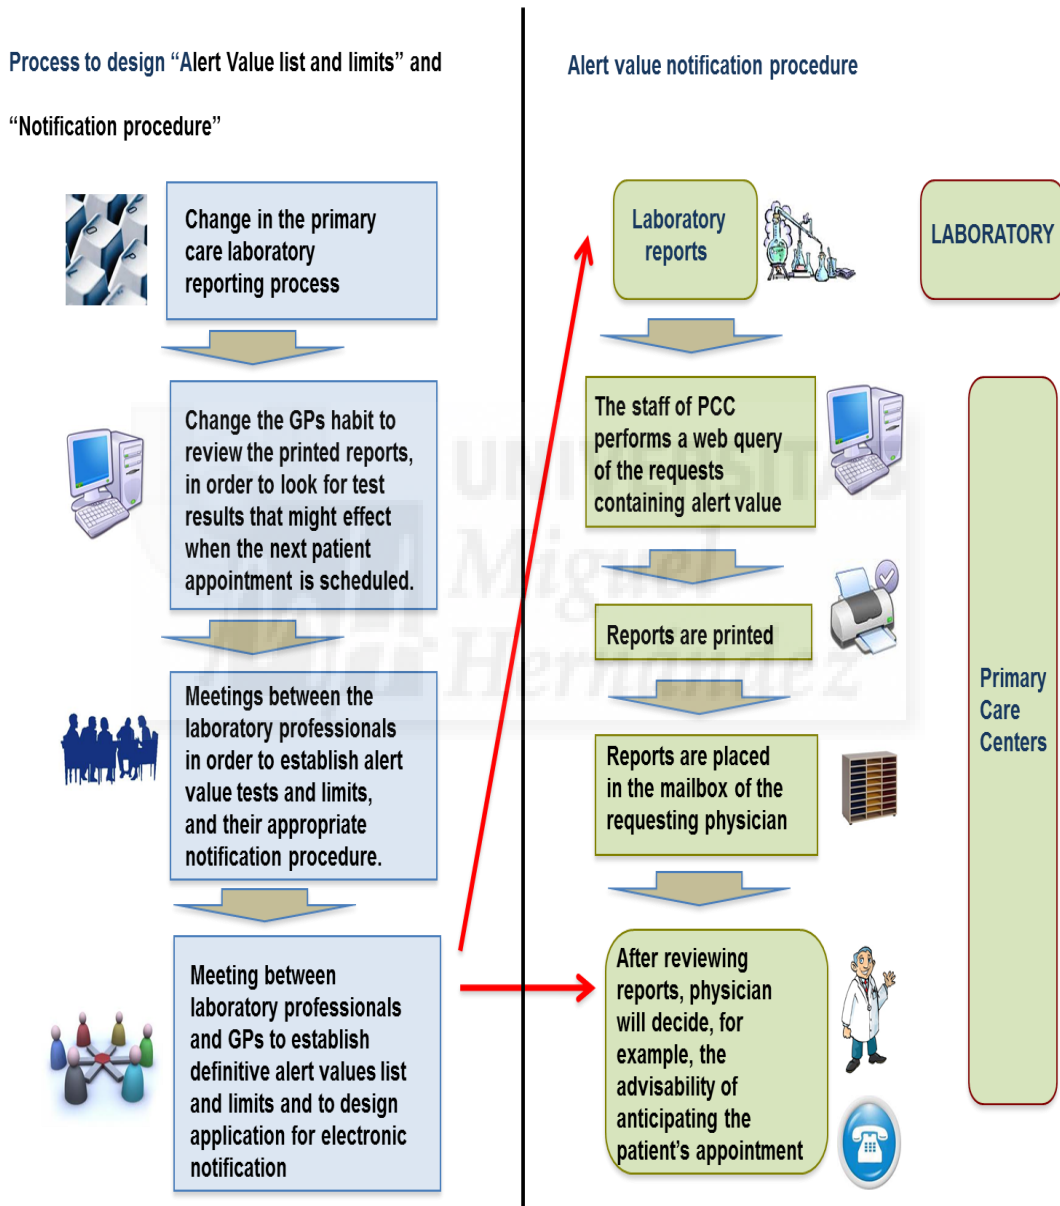 Process to design “Alert Value list and limits” and
“Notification procedure”
Change in the primary
care laboratory
reporting process
Change the GPs habit to
review the printed reports,
in order to look for test
results that might effect
when the next patient
appointment is scheduled.
Meetings between the
laboratory professionals
in order to establish alert
value tests and limits,
and their appropriate
notification procedure.
Meeting between
laboratory professionals
and GPs to establish
definitive alert values list
and limits and to design
application for electronic
notification
Alert value notification procedure
Laboratory
reports
LABORATORY
The staff of PCC
performs a web query
of the requests
containing alert value
Reports are printed
Reports are placed
in the mailbox of the
requesting physician
After reviewing
reports, physician
will decide, for
example, the
advisability of
anticipating the
patient’s appointment
Primary
Care
Centers
UNIVERSITAS
Miguel
Hernández